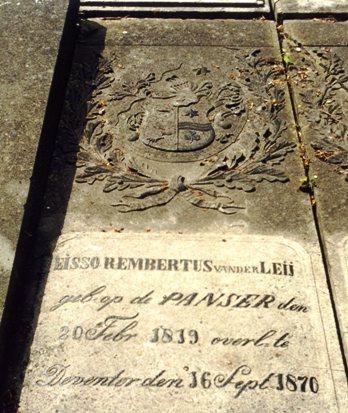 EISSO REMBERTUS VAN DER LEIJ
geb. op de PANSER den
20 Febr. 1819 overl. te
Deventer den 16 Sept. 1870